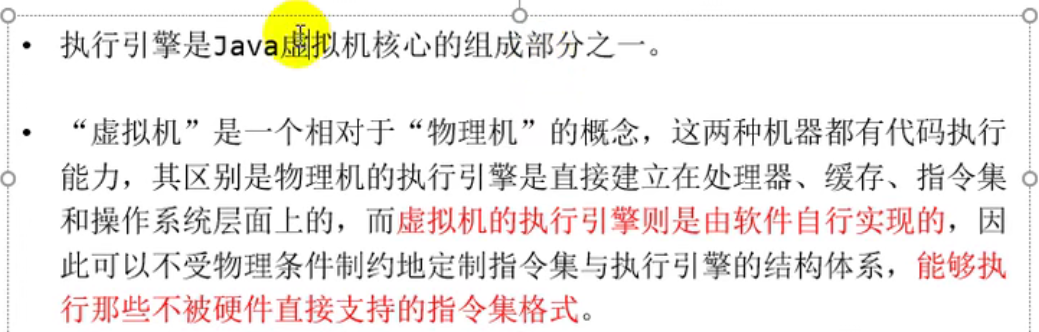 • 执行引擎是Java虚拟机核心的组成部分之一。
• “虚拟机”是一个相对于“物理机”的概念，这两种机器都有代码执行
能力，其区别是物理机的执行引擎是直接建立在处理器、缓存、指令集
和操作系统层面上的，而虚拟机的执行引擎则是由软件自行实现的，因
此可以不受物理条件制约地定制指令集与执行引擎的结构体系，能够执
行那些不被硬件直接支持的指令集格式。